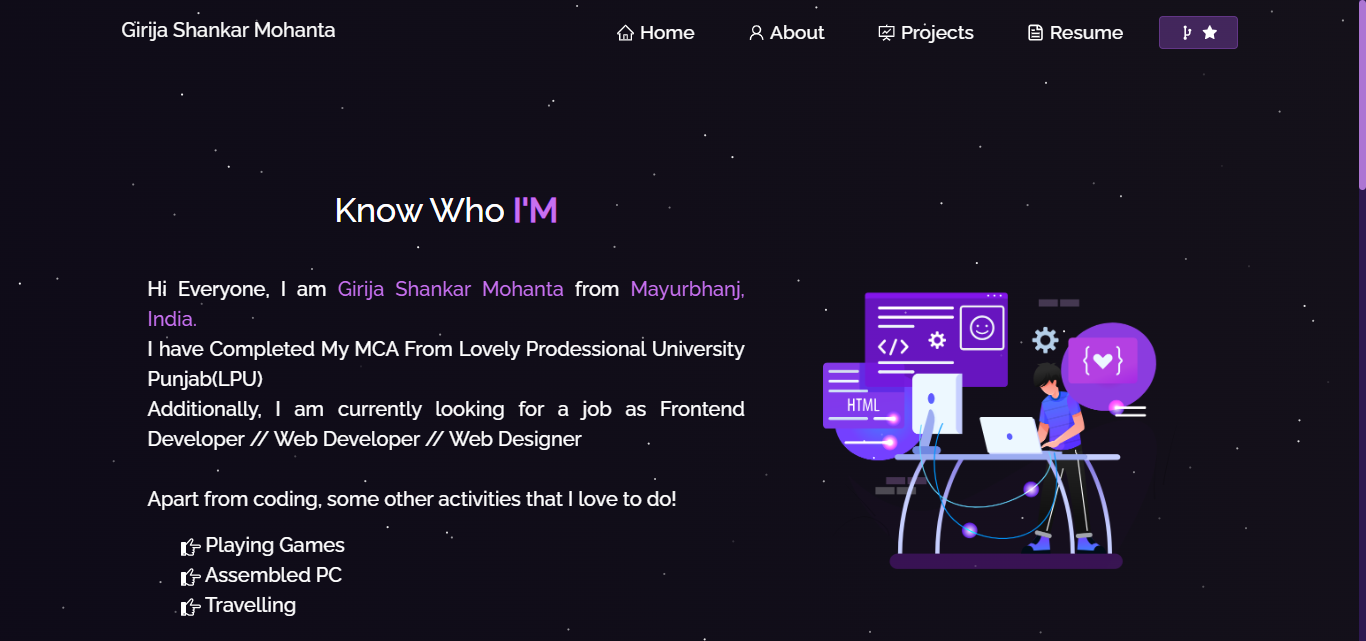 Girija Shankar Mohanta
Home
About
Projects
Resume
Know Who I'M
Hi Everyone, I am Girija Shankar Mohanta from Mayurbhanj,
India.
I have Completed My MCA From Lovely Prodessional University
Punjab(LPU)
Additionally, I am currently looking for a job as Frontend
Developer // Web Developer // Web Designer
Apart from coding, some other activities that I love to do!
Playing Games
Assembled PC
Travelling
</>
HTML